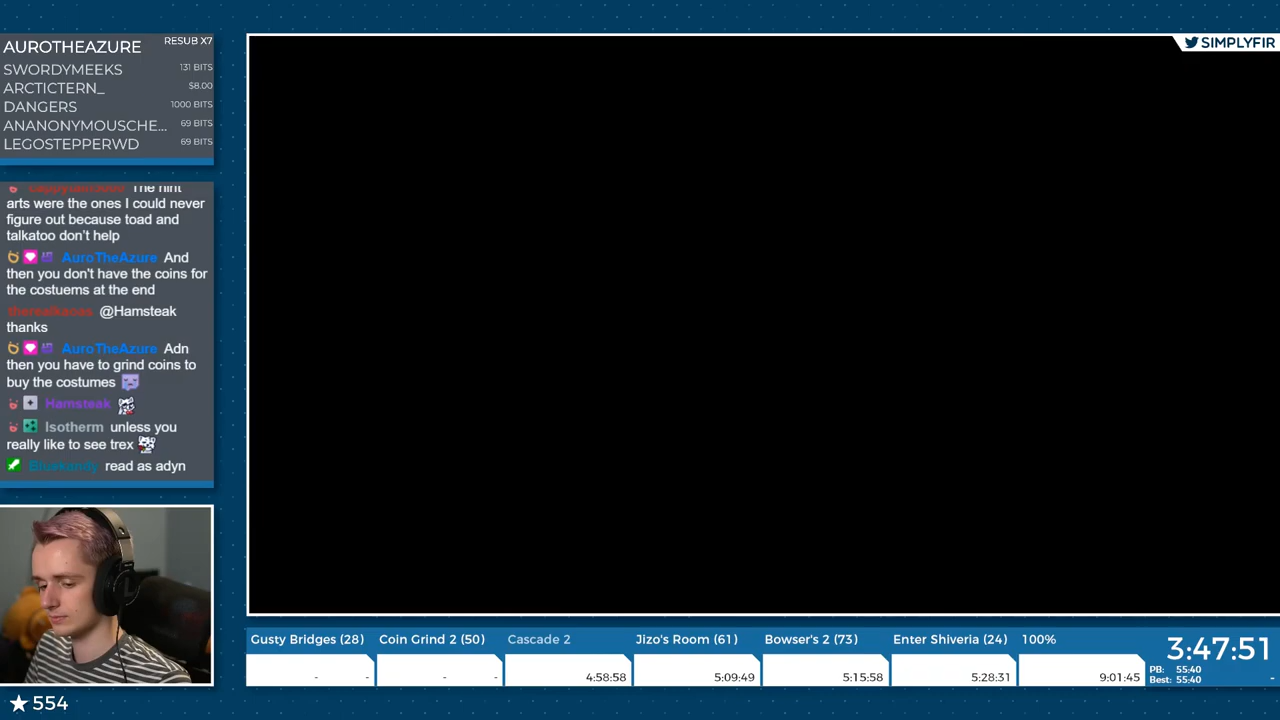 AUROTHEAZURE RESUB X7
SWORDYMEEKS 131 BITS
ARCTICTERN_ $8.00
DANGERS 1000 BITS
ANANONYMOUSCHE... 69 BITS
LEGOSTEPPERWD 69 BITS
SIMPLYFIR
The hint
arts were the ones I could never
figure out because toad and
talkatoo don't help
AuroTheAzure And
then you don't have the coins for
the costuems at the end
@Hamsteak
thanks
AuroTheAzure Adn
then you have to grind coins to
buy the costumes
Hamsteak
Isotherm unless you
really like to see trex
read as adyn
Gusty Bridges (28) Coin Grind 2 (50) Cascade 2 Jizo's Room (61) Bowser's 2 (73) Enter Shiveria (24) 100%
- - - - 4:58:58 5:09:49 5:15:58 5:28:31 9:01:45
3:47:51
PB: 55:40
Best: 55:40 -
554